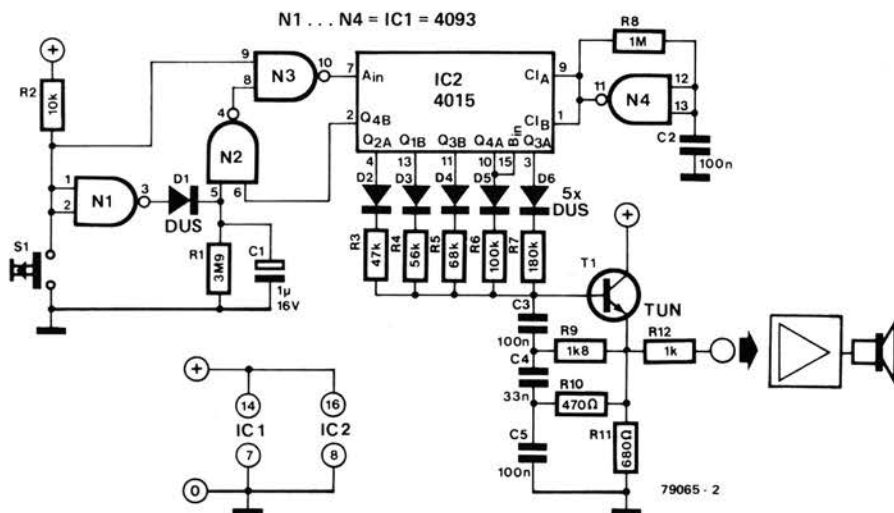 N1 . . . N4 = IC1 = 4093
R2
10k
1
2
N1
3
D1
DUS
S1
4
N2
5
6
R1
3M9
C1
1µ
16V
9
8
N3
10
7
Ain
IC2
4015
2
Q4B
Q2A
Q1B
Q3B
Q4A
Bin
Q3A
ClA
ClB
9
1
4
13
11
10
15
3
11
N4
12
13
R8
1M
C2
100n
D2
D3
D4
D5
D6
5x
DUS
R3
47k
R4
56k
R5
68k
R6
100k
R7
180k
T1
TUN
C3
100n
R9
1k8
R12
1k
C4
33n
R10
470Ω
C5
100n
R11
680Ω
+
+
+
0
14
IC1
7
16
IC2
8
79065 - 2